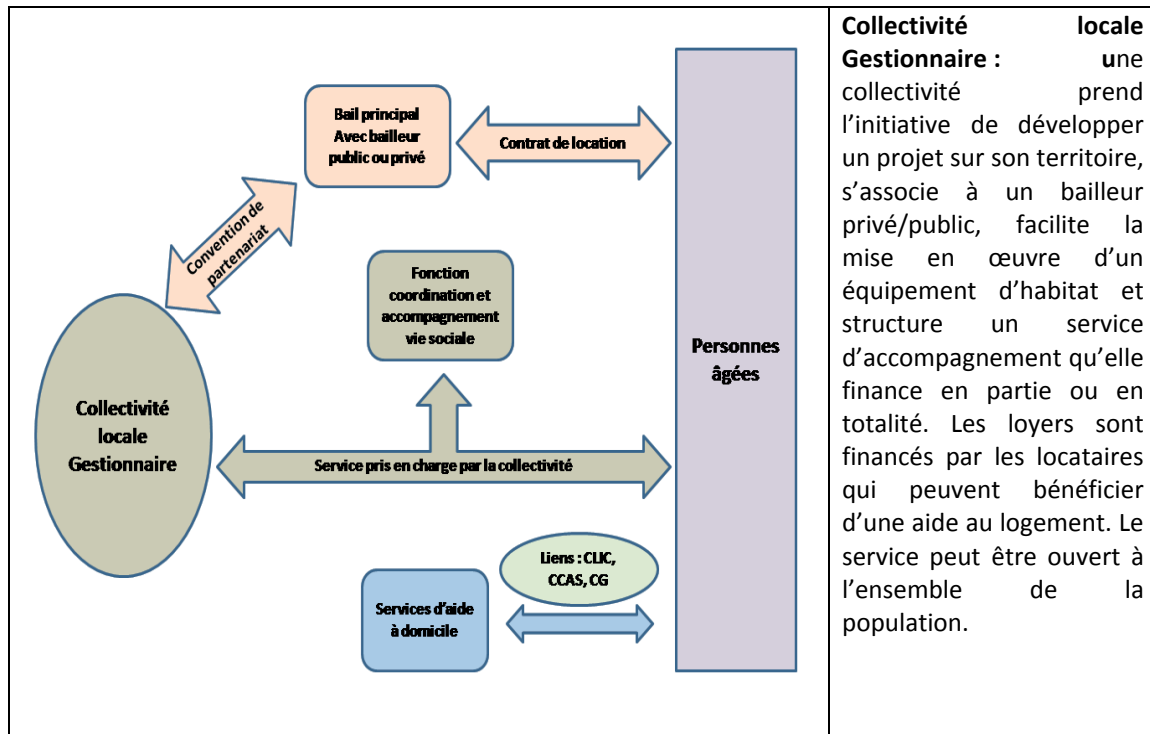 Bail principal
Avec bailleur
public ou privé
Contrat de location
Convention de
partenariat
Fonction
coordination et
accompagnement
vie sociale
Personnes
âgées
Collectivité
locale
Gestionnaire
Service pris en charge par la collectivité
Liens : CLIC,
CCAS, CG
Services d’aide
à domicile
Collectivité locale
Gestionnaire : une
collectivité prend
l’initiative de développer
un projet sur son territoire,
s’associe à un bailleur
privé/public, facilite la
mise en œuvre d’un
équipement d’habitat et
structure un service
d’accompagnement qu’elle
finance en partie ou en
totalité. Les loyers sont
financés par les locataires
qui peuvent bénéficier
d’une aide au logement. Le
service peut être ouvert à
l’ensemble de la
population.